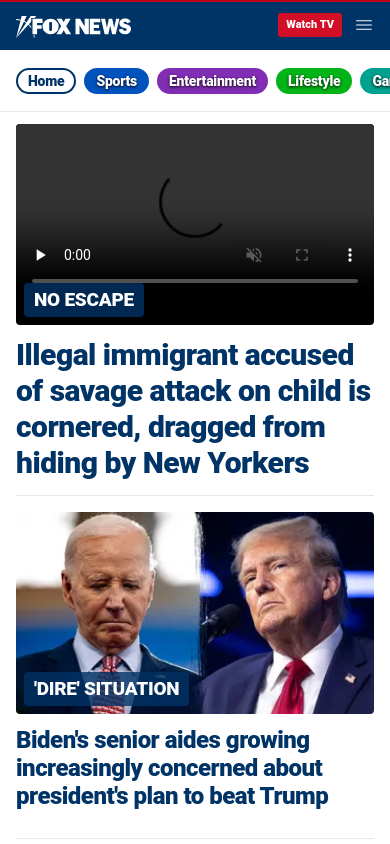 FOX NEWS
Watch TV
Home Sports Entertainment Lifestyle Ga
0:00
NO ESCAPE
Illegal immigrant accused
of savage attack on child is
cornered, dragged from
hiding by New Yorkers
'DIRE' SITUATION
Biden's senior aides growing
increasingly concerned about
president's plan to beat Trump